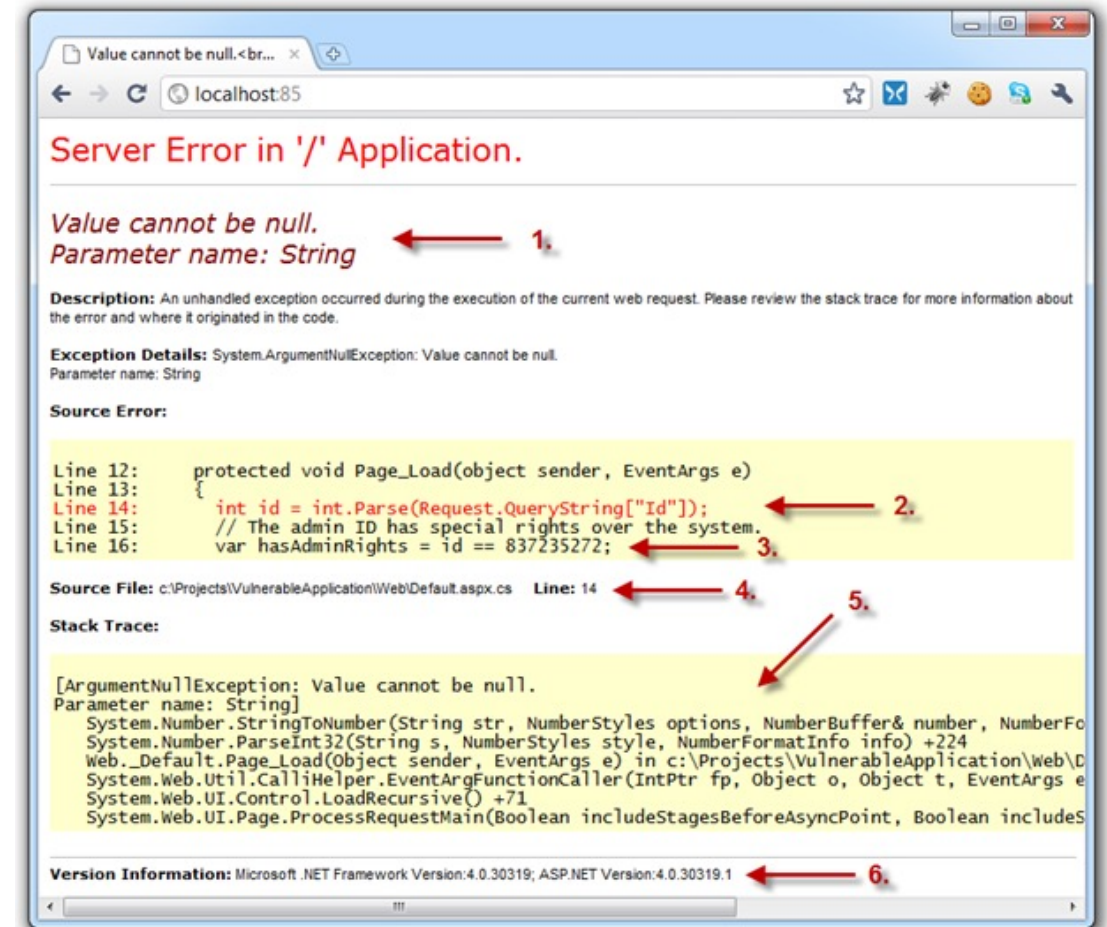 Value cannot be null.<br...
localhost:85
Server Error in '/' Application.
Value cannot be null.
Parameter name: String
1.
Description: An unhandled exception occurred during the execution of the current web request. Please review the stack trace for more information about
the error and where it originated in the code.
Exception Details: System.ArgumentNullException: Value cannot be null.
Parameter name: String
Source Error:
Line 12: protected void Page_Load(object sender, EventArgs e)
Line 13: {
Line 14: int id = int.Parse(Request.QueryString["Id"]);
2.
Line 15: // The admin ID has special rights over the system.
Line 16: var hasAdminRights = id == 837235272;
3.
Source File: c:\Projects\VulnerableApplication\Web\Default.aspx.cs Line: 14
4.
5.
Stack Trace:
[ArgumentNullException: Value cannot be null.
Parameter name: String]
System.Number.StringToNumber(String str, NumberStyles options, NumberBuffer& number, NumberFo
System.Number.ParseInt32(String s, NumberStyles style, NumberFormatInfo info) +224
Web._Default.Page_Load(Object sender, EventArgs e) in c:\Projects\VulnerableApplication\Web\D
System.Web.Util.CalliHelper.EventArgFunctionCaller(IntPtr fp, Object o, Object t, EventArgs e
System.Web.UI.Control.LoadRecursive() +71
System.Web.UI.Page.ProcessRequestMain(Boolean includeStagesBeforeAsyncPoint, Boolean includeS
Version Information: Microsoft .NET Framework Version:4.0.30319; ASP.NET Version:4.0.30319.1
6.